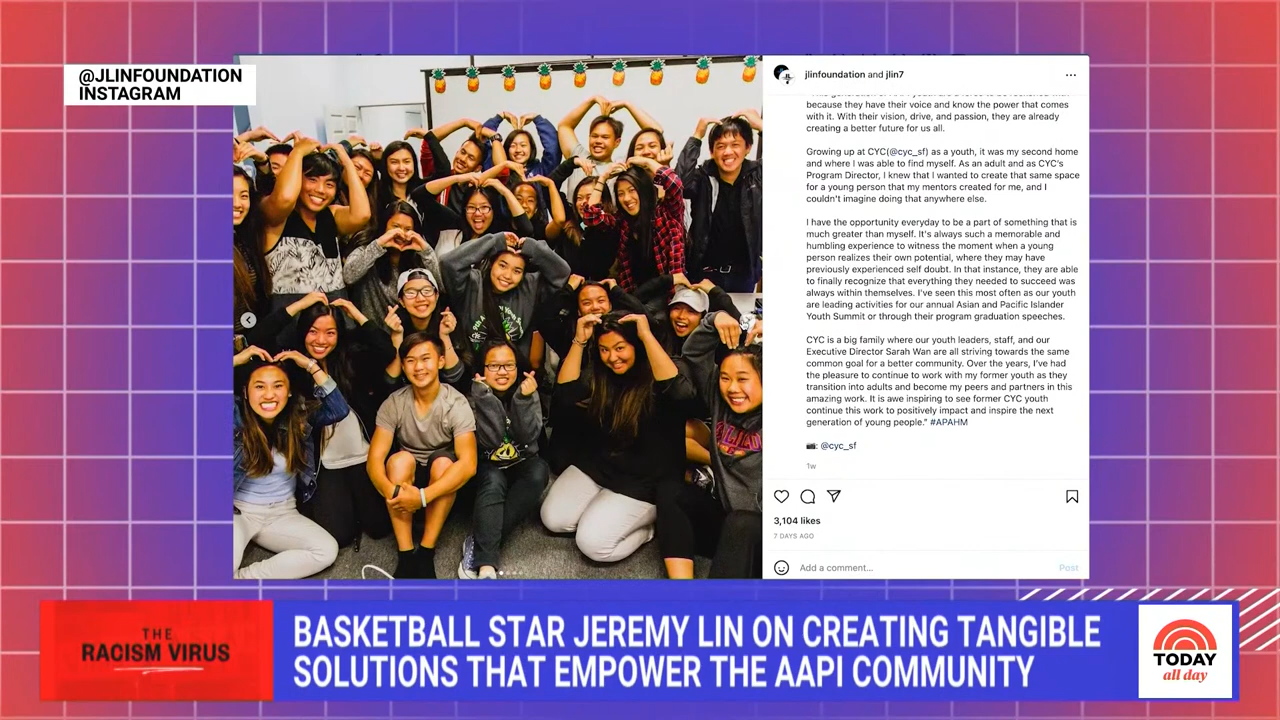 @JLINFOUNDATION
INSTAGRAM
jlinfoundation and jlin7
because they have their voice and know the power that comes
with it. With their vision, drive, and passion, they are already
creating a better future for us all.
Growing up at CYC(@cyc_sf) as a youth, it was my second home
and where I was able to find myself. As an adult and as CYC's
Program Director, I knew that I wanted to create that same space
for a young person that my mentors created for me, and I
couldn't imagine doing that anywhere else.
I have the opportunity everyday to be a part of something that is
much greater than myself. It's always such a memorable and
humbling experience to witness the moment when a young
person realizes their own potential, where they may have
previously experienced self doubt. In that instance, they are able
to finally recognize that everything they needed to succeed was
always within themselves. I've seen this most often as our youth
are leading activities for our annual Asian and Pacific Islander
Youth Summit or through their program graduation speeches.
CYC is a big family where our youth leaders, staff, and our
Executive Director Sarah Wan are all striving towards the same
common goal for a better community. Over the years, I've had
the pleasure to continue to work with my former youth as they
transition into adults and become my peers and partners in this
amazing work. It is awe inspiring to see former CYC youth
continue this work to positively impact and inspire the next
generation of young people." #APAHM
: @cyc_sf
1w
3,104 likes
7 DAYS AGO
Add a comment...
Post
THE
RACISM VIRUS
BASKETBALL STAR JEREMY LIN ON CREATING TANGIBLE
SOLUTIONS THAT EMPOWER THE AAPI COMMUNITY
TODAY
all day